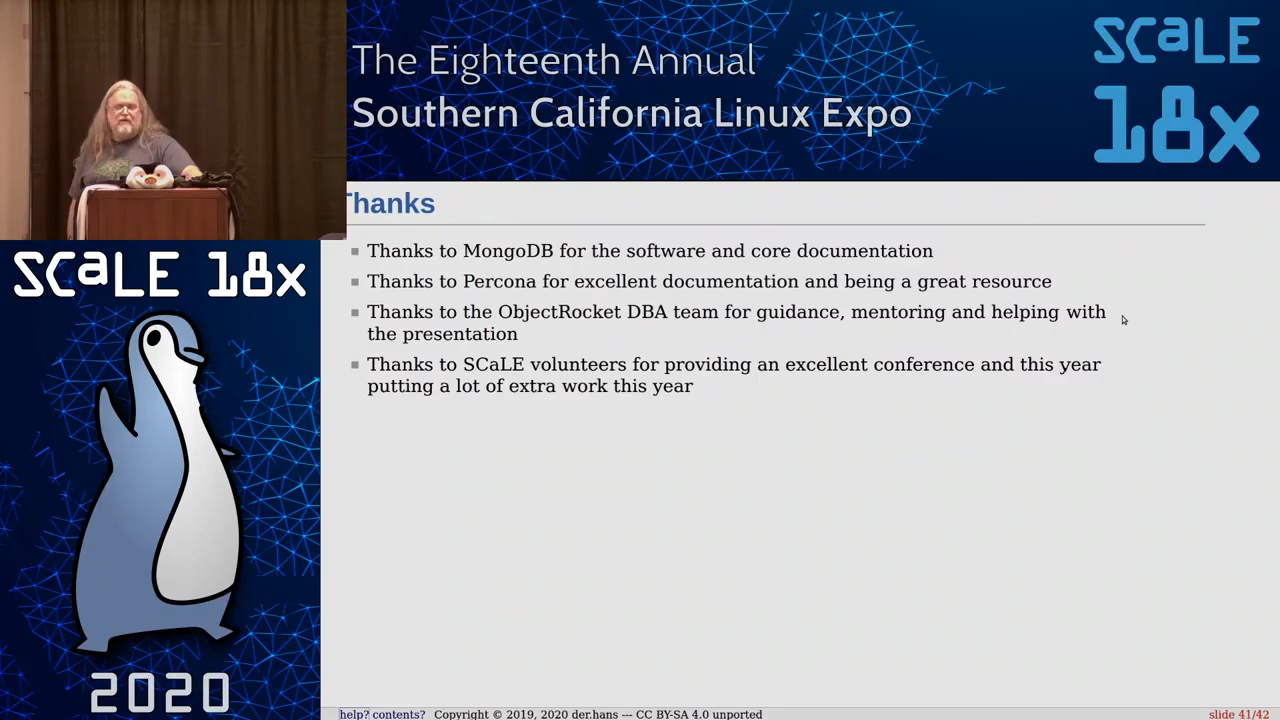 The Eighteenth Annual
Southern California Linux Expo
SCaLE
18x
Thanks
Thanks to MongoDB for the software and core documentation
Thanks to Percona for excellent documentation and being a great resource
Thanks to the ObjectRocket DBA team for guidance, mentoring and helping with
the presentation
Thanks to SCaLE volunteers for providing an excellent conference and this year
putting a lot of extra work this year
SCaLE 18x
2020
help? contents? Copyright © 2019, 2020 der.hans --- CC BY-SA 4.0 unported
slide 41/42